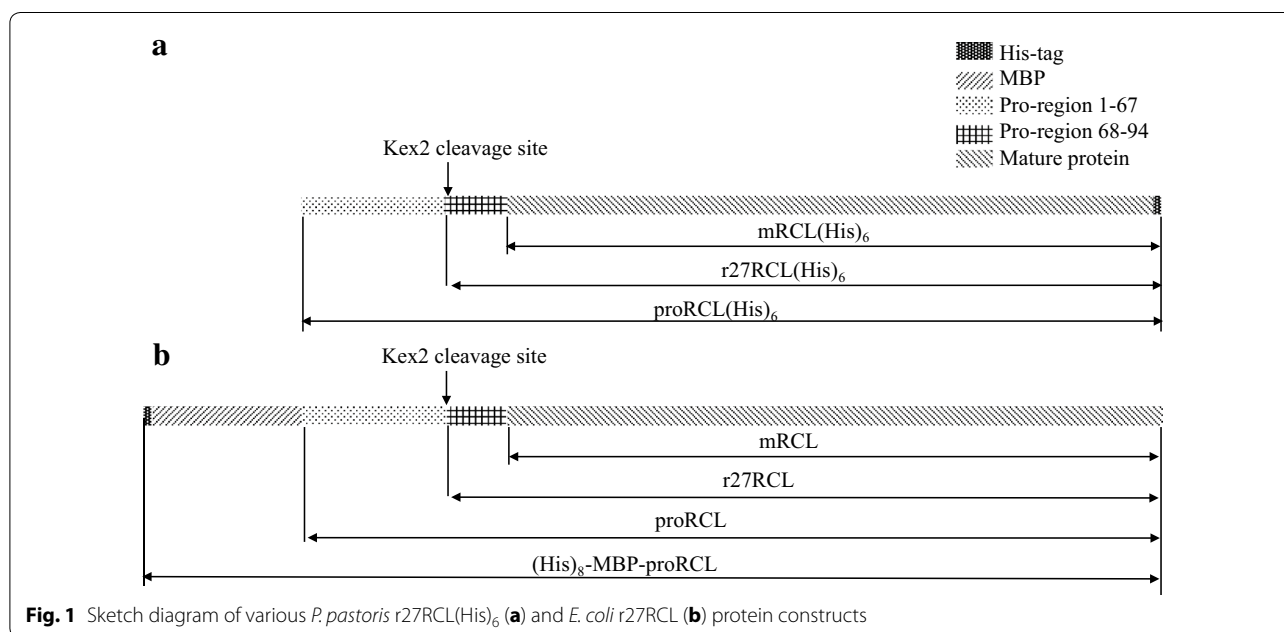 a
His-tag
MBP
Pro-region 1-67
Pro-region 68-94
Mature protein
Kex2 cleavage site
mRCL(His)₆
r27RCL(His)₆
proRCL(His)₆
b
Kex2 cleavage site
mRCL
r27RCL
proRCL
(His)₈-MBP-proRCL
Fig. 1 Sketch diagram of various P. pastoris r27RCL(His)₆ (a) and E. coli r27RCL (b) protein constructs